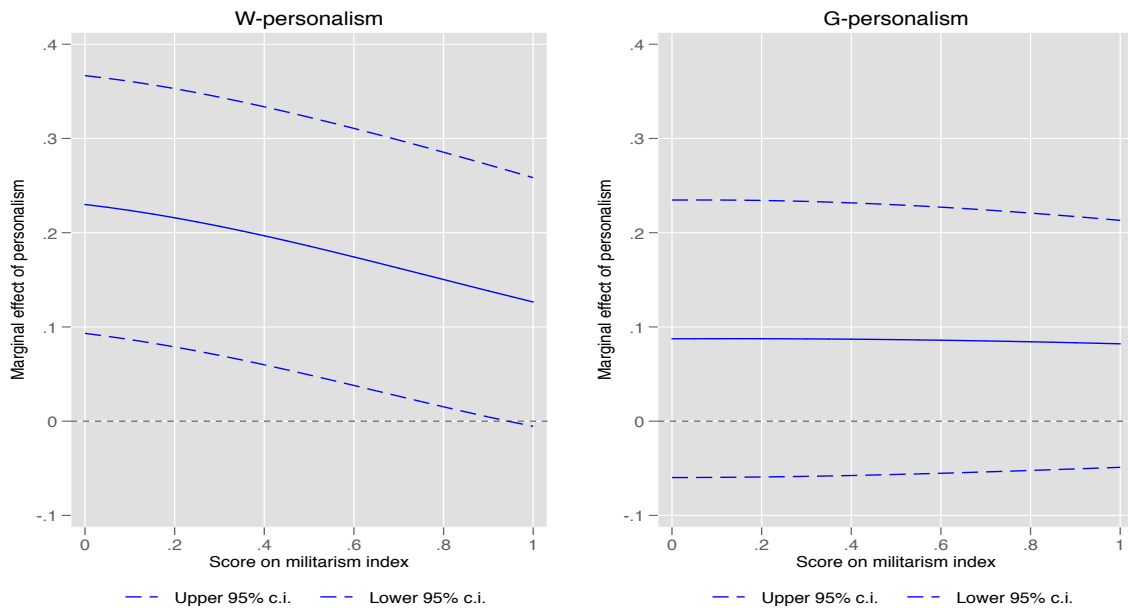 W-personalism
.4
.3
.2
.1
0
-.1
Marginal effect of personalism
0 .2 .4 .6 .8 1
Score on militarism index
Upper 95% c.i. Lower 95% c.i.
G-personalism
.4
.3
.2
.1
0
-.1
Marginal effect of personalism
0 .2 .4 .6 .8 1
Score on militarism index
Upper 95% c.i. Lower 95% c.i.